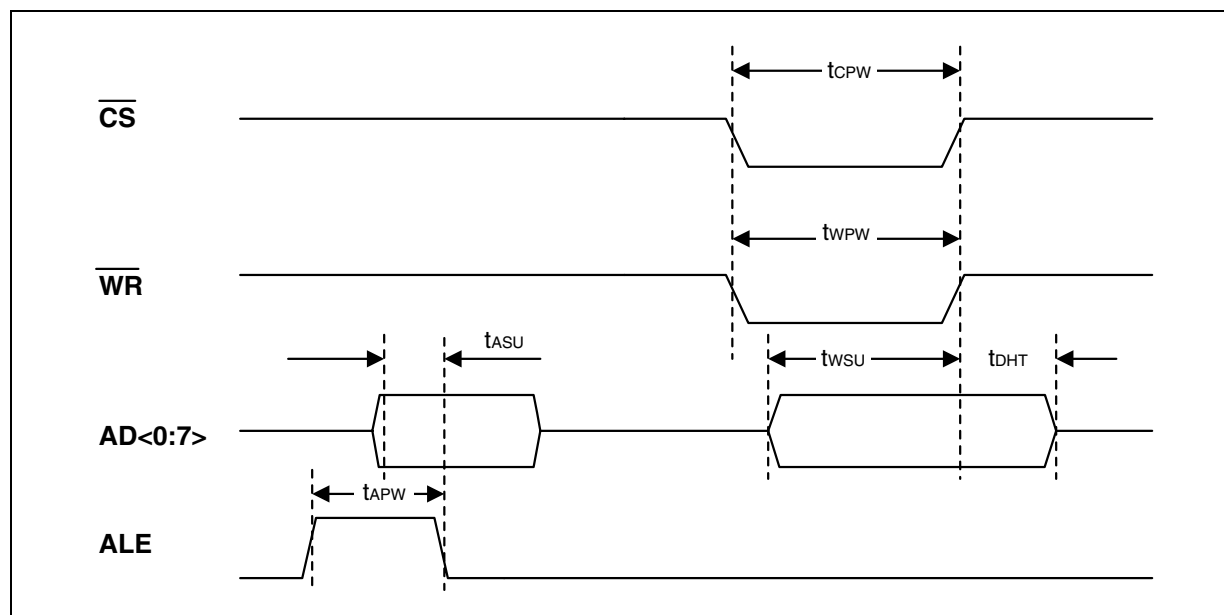 tCPW
CS
tWPW
WR
tASU
tWSU
tDHT
AD<0:7>
tAPW
ALE